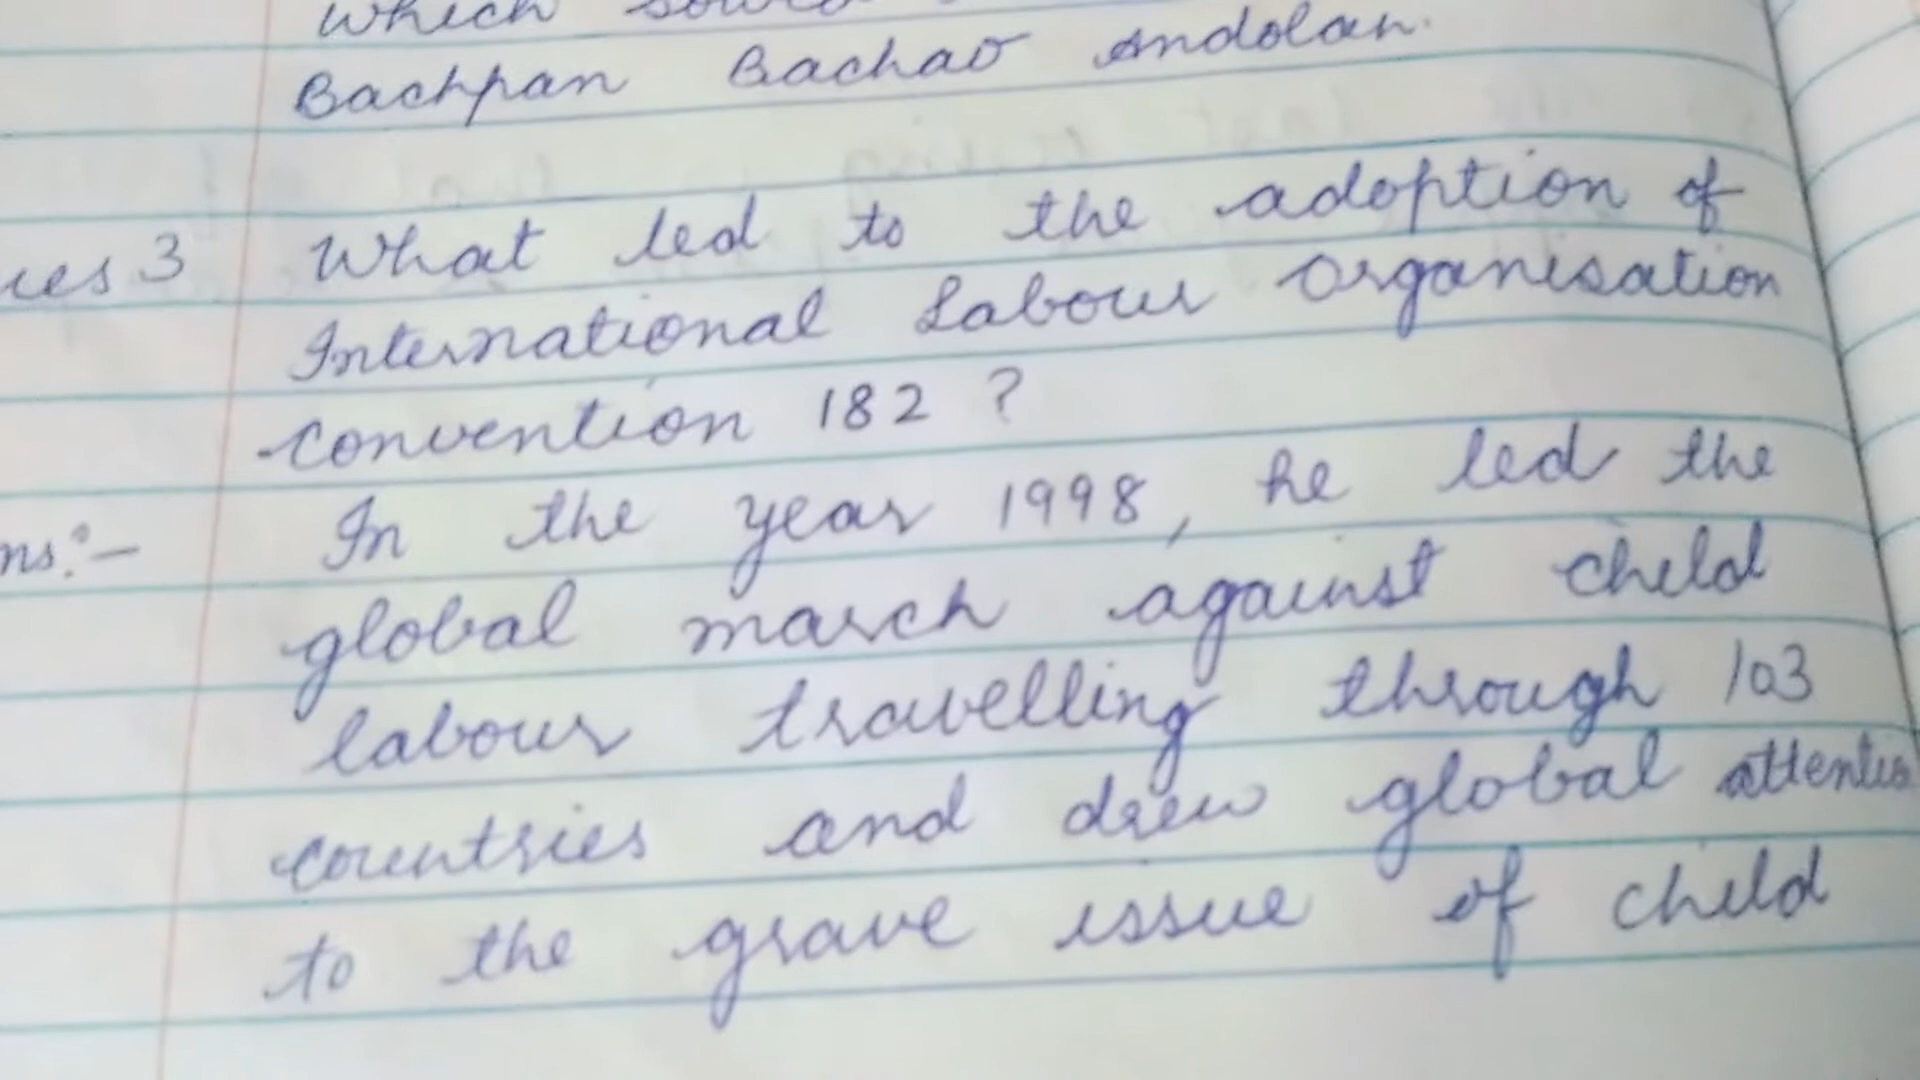 which
Bachpan Bachao Andolan.
ues 3 What led to the adoption of
International Labour Organisation
Convention 182 ?
ns:- In the year 1998, he led the
global march against child
labour travelling through 103
countries and drew global attentio
to the grave issue of child